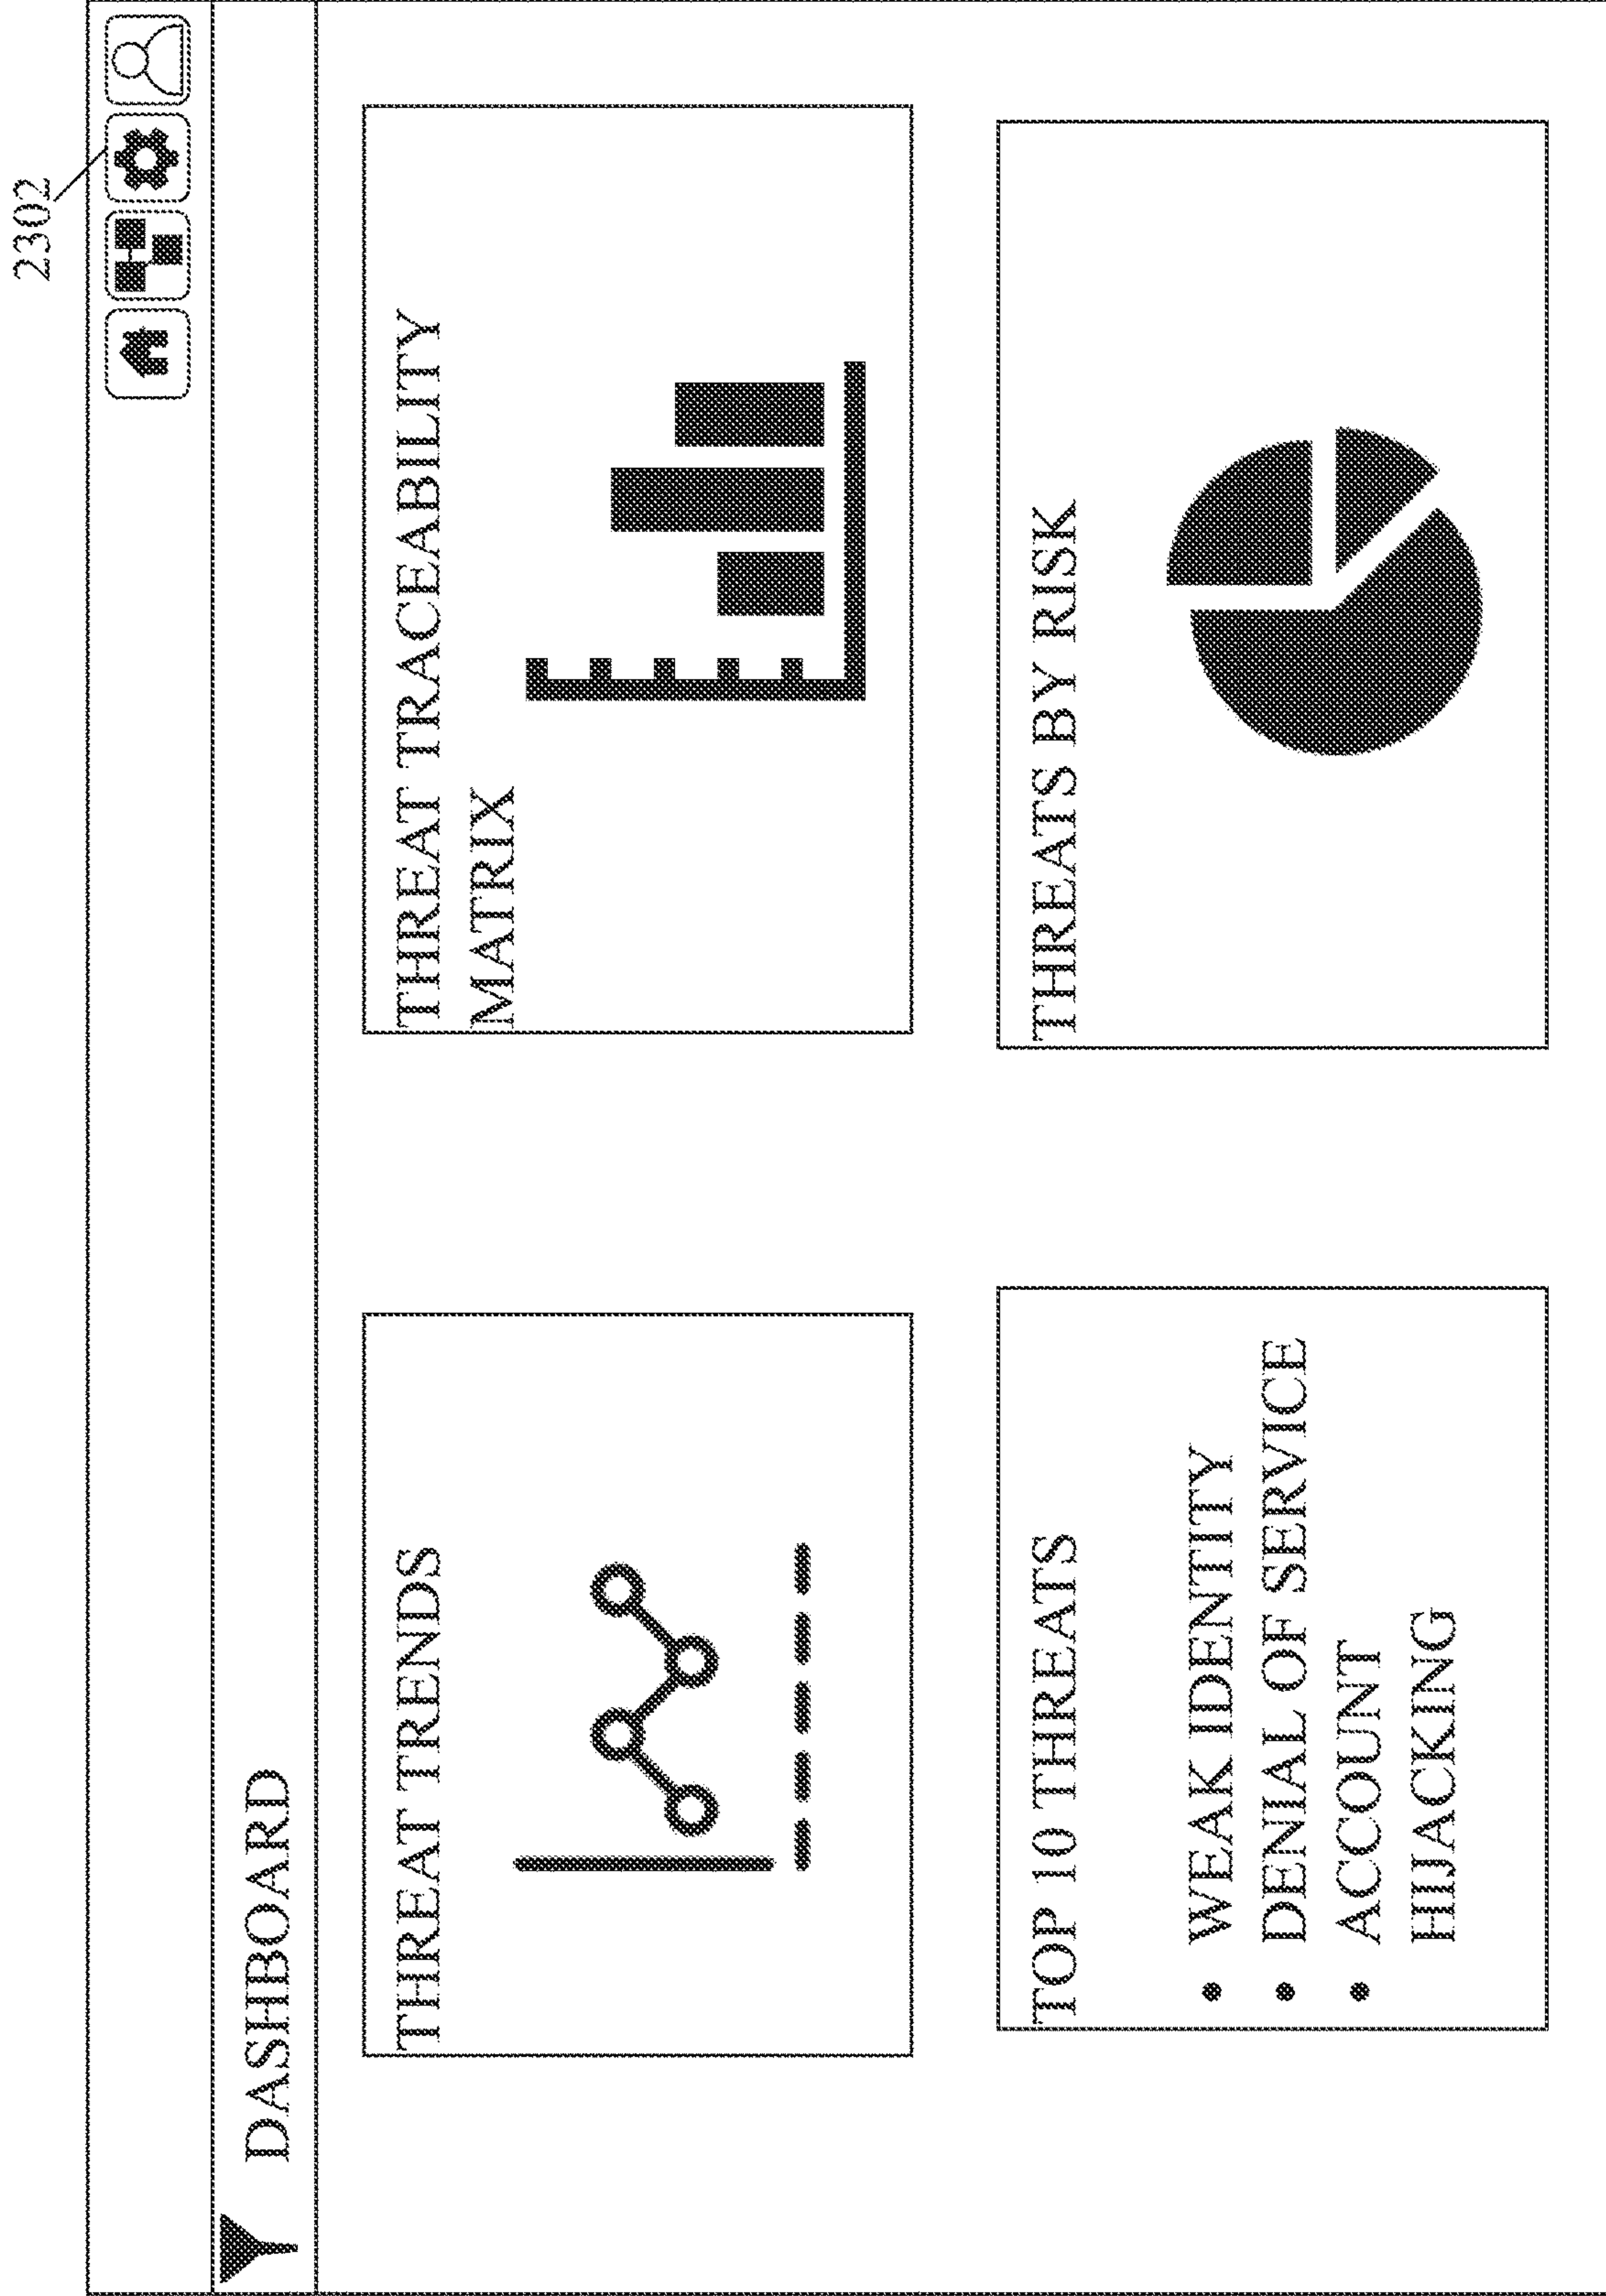 2302
DASHBOARD
THREAT TRENDS
THREAT TRACEABILITY
MATRIX
TOP 10 THREATS
• WEAK IDENTITY
• DENIAL OF SERVICE
• ACCOUNT
HIJACKING
THREATS BY RISK